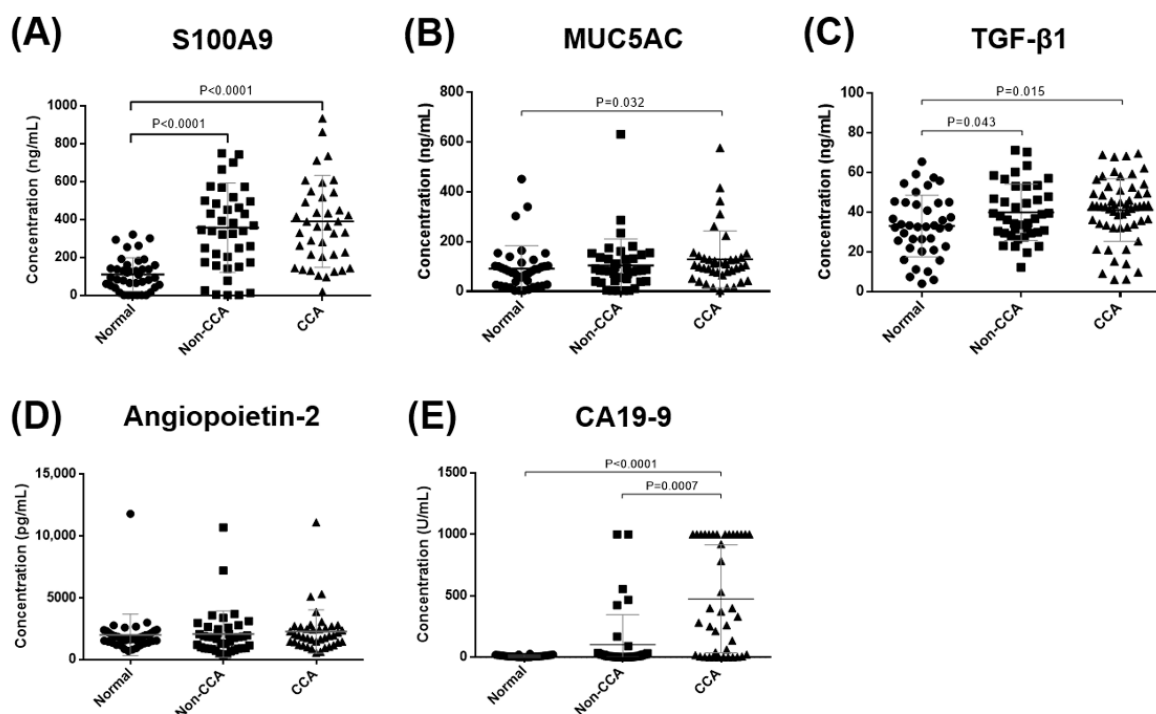 (A)
S100A9
Concentration (ng/mL)
1000
800
600
400
200
0
P<0.0001
P<0.0001
Normal
Non-CCA
CCA
(B)
MUC5AC
Concentration (ng/mL)
800
600
400
200
0
P=0.032
Normal
Non-CCA
CCA
(C)
TGF-β1
Concentration (ng/mL)
100
80
60
40
20
0
P=0.015
P=0.043
Normal
Non-CCA
CCA
(D)
Angiopoietin-2
Concentration (pg/mL)
15,000
10,000
5000
0
Normal
Non-CCA
CCA
(E)
CA19-9
Concentration (U/mL)
1500
1000
500
0
P<0.0001
P=0.0007
Normal
Non-CCA
CCA